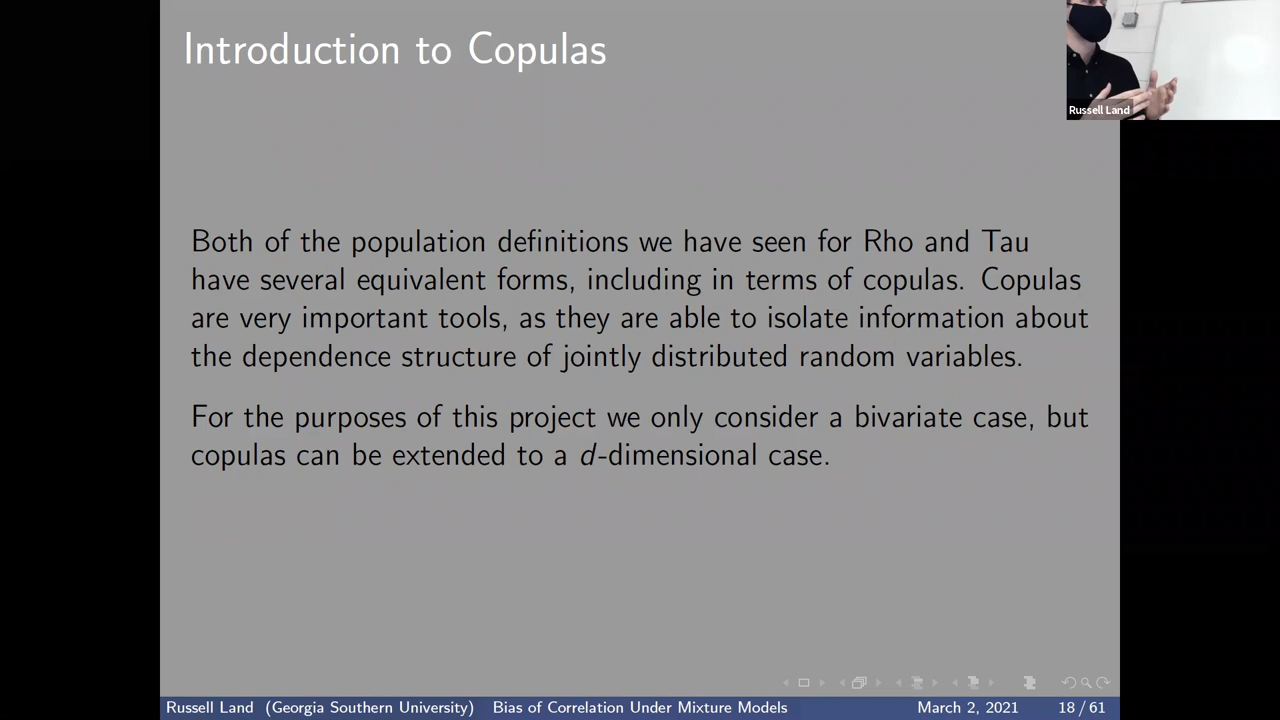 Introduction to Copulas
Russell Land
Both of the population definitions we have seen for Rho and Tau
have several equivalent forms, including in terms of copulas. Copulas
are very important tools, as they are able to isolate information about
the dependence structure of jointly distributed random variables.
For the purposes of this project we only consider a bivariate case, but
copulas can be extended to a d-dimensional case.
Russell Land (Georgia Southern University) Bias of Correlation Under Mixture Models March 2, 2021 18 / 61